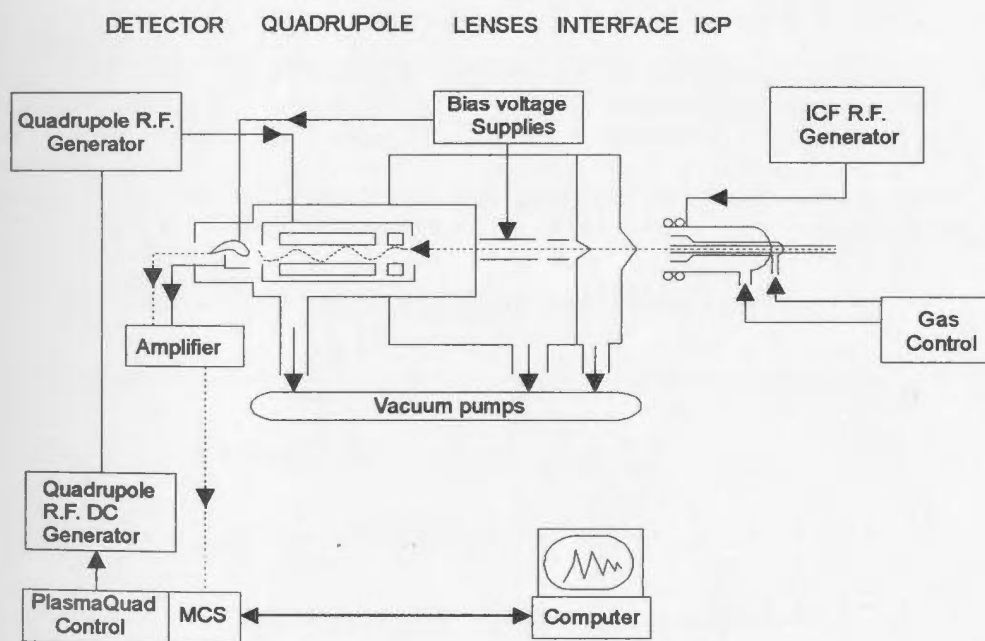 DETECTOR QUADRUPOLE LENSES INTERFACE ICP
Quadrupole R.F.
Generator
Bias voltage
Supplies
ICF R.F.
Generator
Amplifier
Gas
Control
Vacuum pumps
Quadrupole
R.F. DC
Generator
PlasmaQuad
Control
MCS
Computer